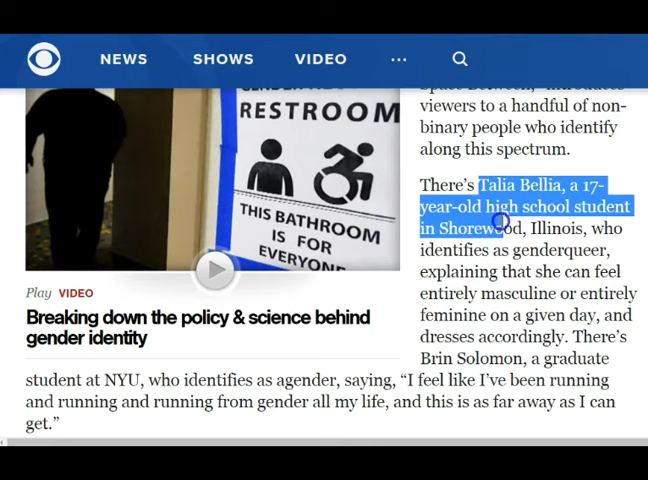 NEWS SHOWS VIDEO ...
RESTROOM
THIS BATHROOM
IS FOR
EVERYONE
Play VIDEO
Breaking down the policy & science behind
gender identity
viewers to a handful of non-
binary people who identify
along this spectrum.
There's Talia Bellia, a 17-
year-old high school student
in Shorewood, Illinois, who
identifies as genderqueer,
explaining that she can feel
entirely masculine or entirely
feminine on a given day, and
dresses accordingly. There's
Brin Solomon, a graduate
student at NYU, who identifies as agender, saying, “I feel like I've been running
and running and running from gender all my life, and this is as far away as I can
get.”